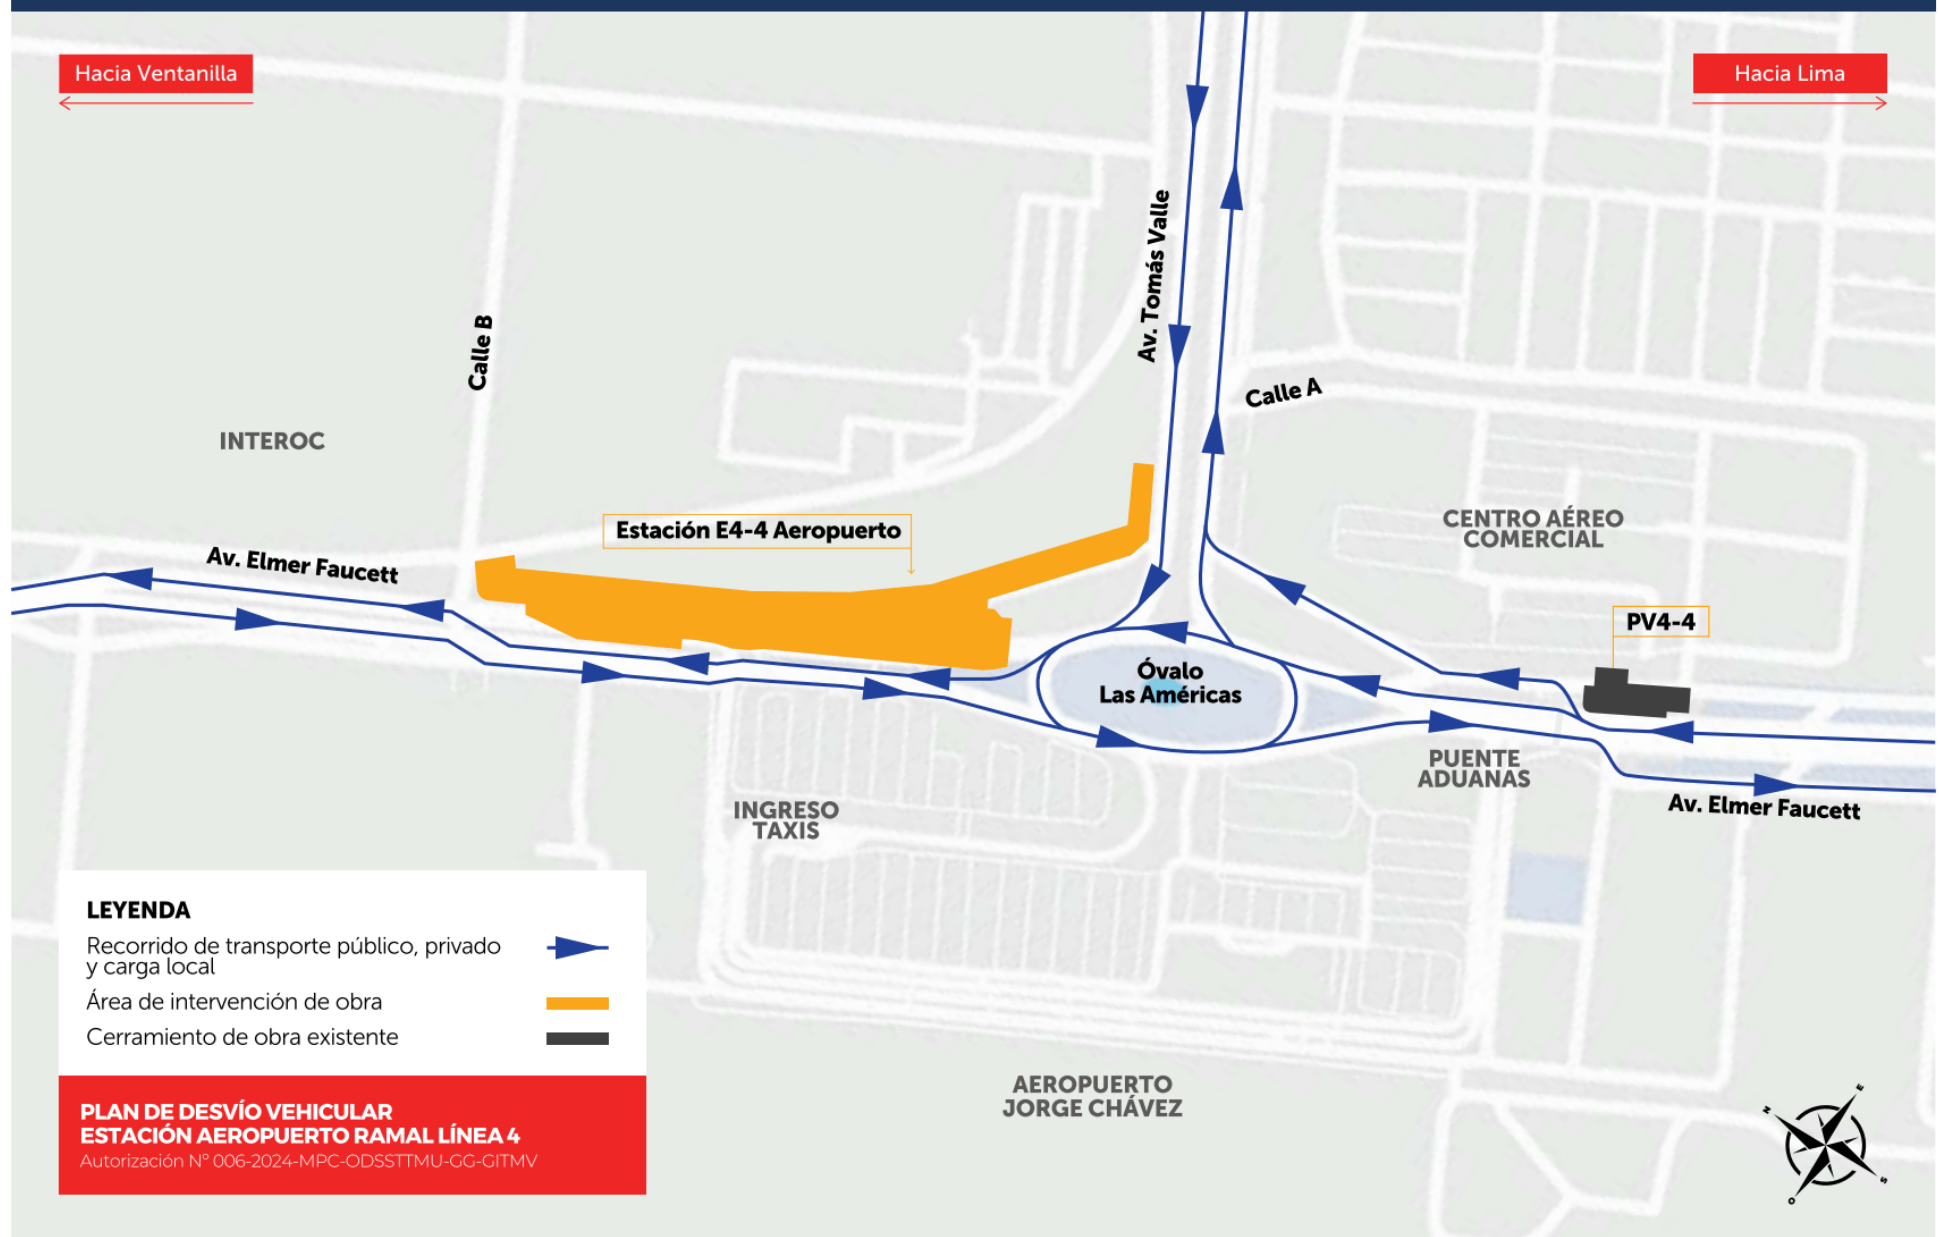 Hacia Ventanilla
Hacia Lima
Av. Tomás Valle
Calle B
Calle A
INTEROC
Estación E4-4 Aeropuerto
CENTRO AÉREO
COMERCIAL
Av. Elmer Faucett
PV4-4
Óvalo
Las Américas
PUENTE
ADUANAS
Av. Elmer Faucett
INGRESO
TAXIS
LEYENDA
Recorrido de transporte público, privado
y carga local
Área de intervención de obra
Cerramiento de obra existente
AEROPUERTO
JORGE CHÁVEZ
PLAN DE DESVÍO VEHICULAR
ESTACIÓN AEROPUERTO RAMAL LÍNEA 4
Autorización Nº 006-2024-MPC-ODSSTTMU-GG-GITMV
N
E
S
O